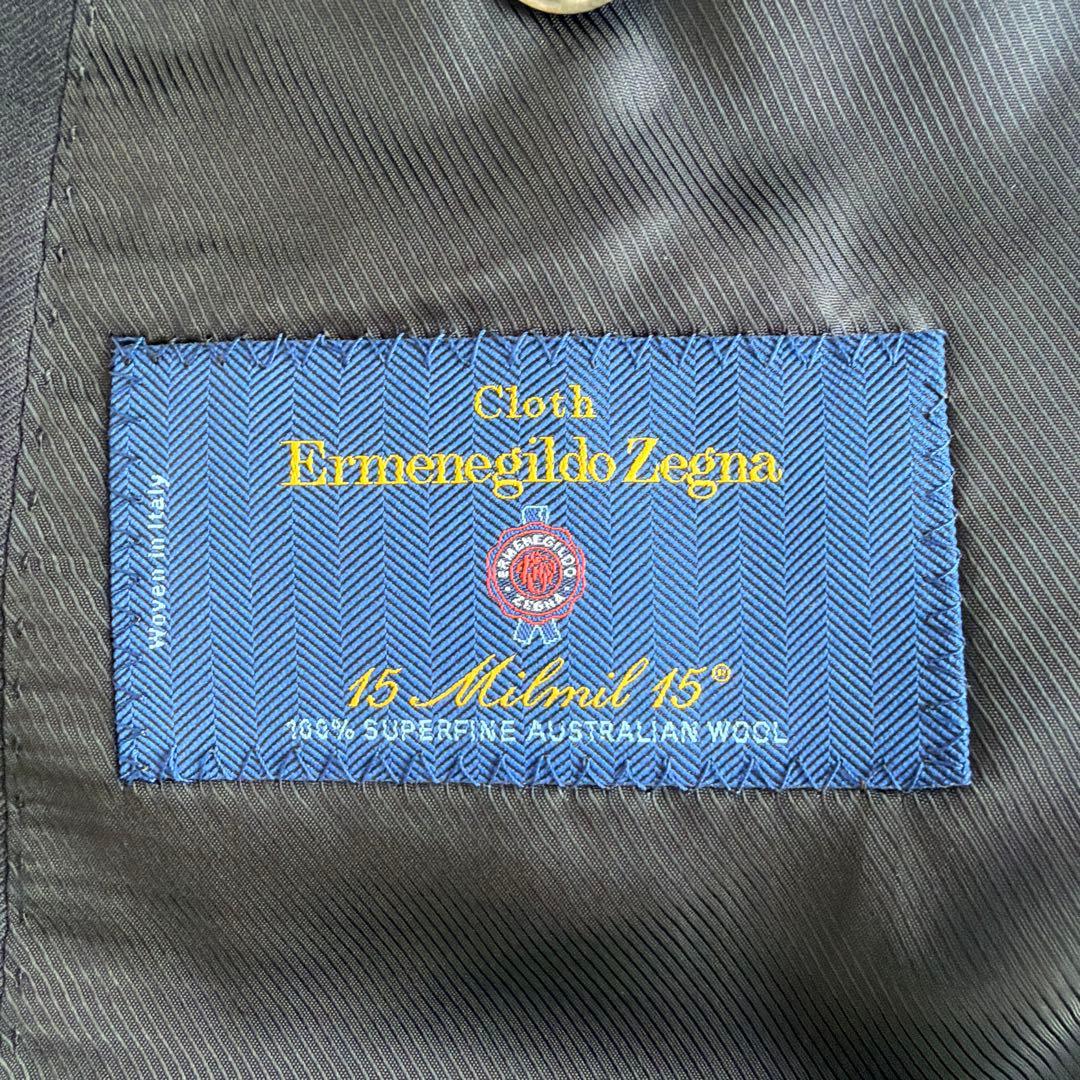 Cloth
Ermenegildo Zegna
ERMENEGILDO
ZEGNA
15 Milmil 15®
100% SUPERFINE AUSTRALIAN WOOL
Woven in Italy